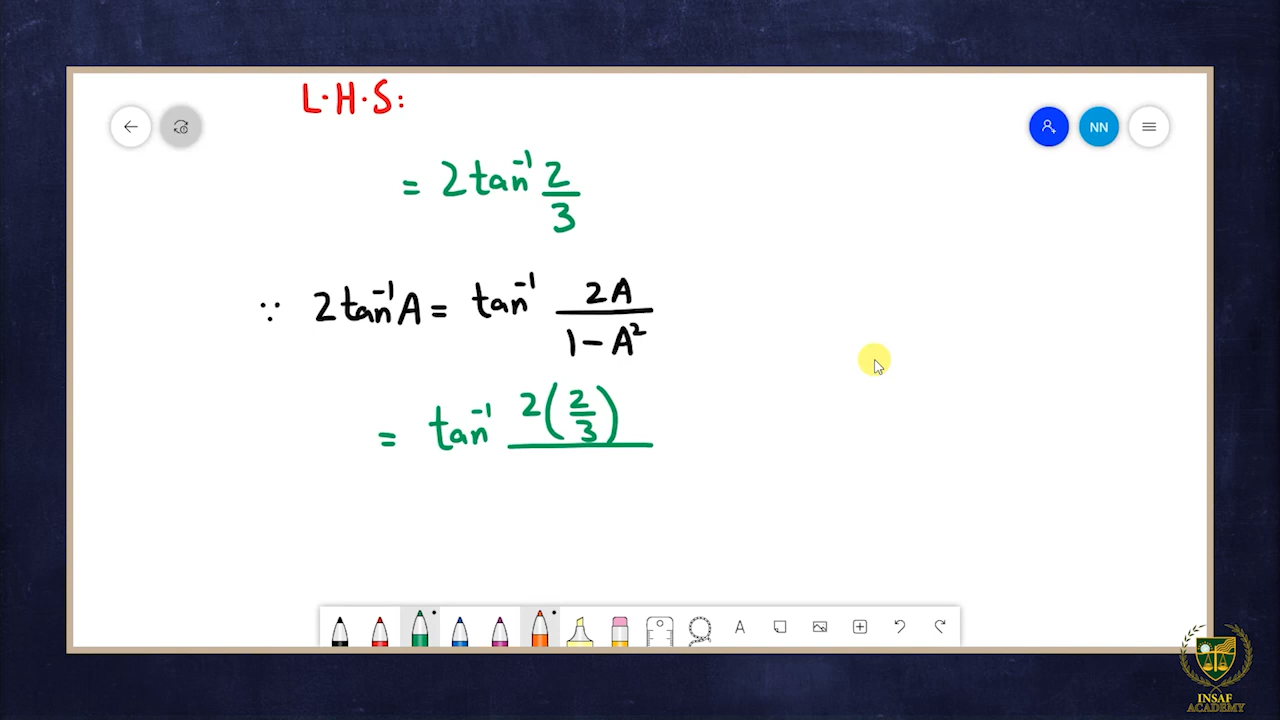 L.H.S:
= 2tan⁻¹ 2/3
∵ 2tan⁻¹A = tan⁻¹ 2A/(1-A²)
= tan⁻¹ 2(2/3)
NN
A
INSAF
ACADEMY